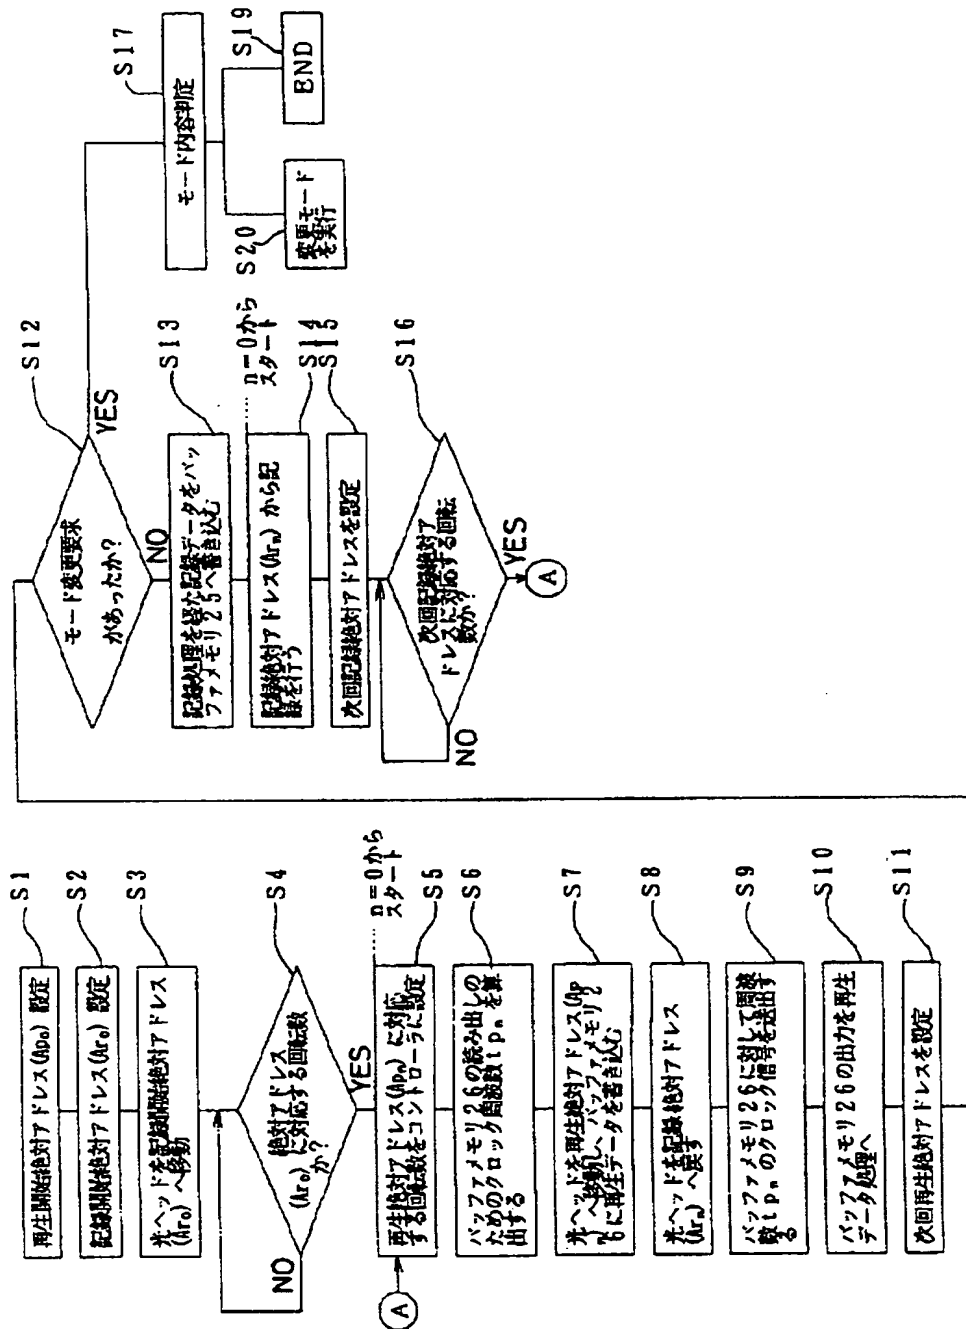 S1
再生開始絶対アドレス(Ap₀) 設定
S2
記録開始絶対アドレス(Ar₀) 設定
S3
光ヘッドを記録開始絶対アドレス
(Ar₀) へ移動
S4
絶対アドレス
(Ar₀) に対応する回転数
か?
NO
YES
n=0から
スタート
A
S5
再生絶対アドレス(Apₙ) に対応
する回転数をコントローラに設定
S6
バッファメモリ26の読み出しの
ためのクロック周波数tpₙ を算
出する
S7
光ヘッドを再生絶対アドレス(Ap
ₙ) へ移動し、バッファメモリ2
6に再生データを書き込む
S8
光ヘッドを記録絶対アドレス
(Arₙ) へ戻す
S9
バッファメモリ26に対して周波
数tpₙ のクロック信号を送出す
る
S10
バッファメモリ26の出力を再生
データ処理へ
S11
次回再生絶対アドレスを設定
S12
モード変更要求
があったか?
YES
NO
S13
記録処理を経た記録データをバッ
ファメモリ25へ書き込む
n=0から
スタート
S14
記録絶対アドレス(Arₙ) から記
録を行う
S15
次回記録絶対アドレスを設定
S16
次回記録絶対ア
ドレスに対応する回転
数か?
NO
YES
A
S17
モード内容判定
S19
END
S20
変更モード
を実行